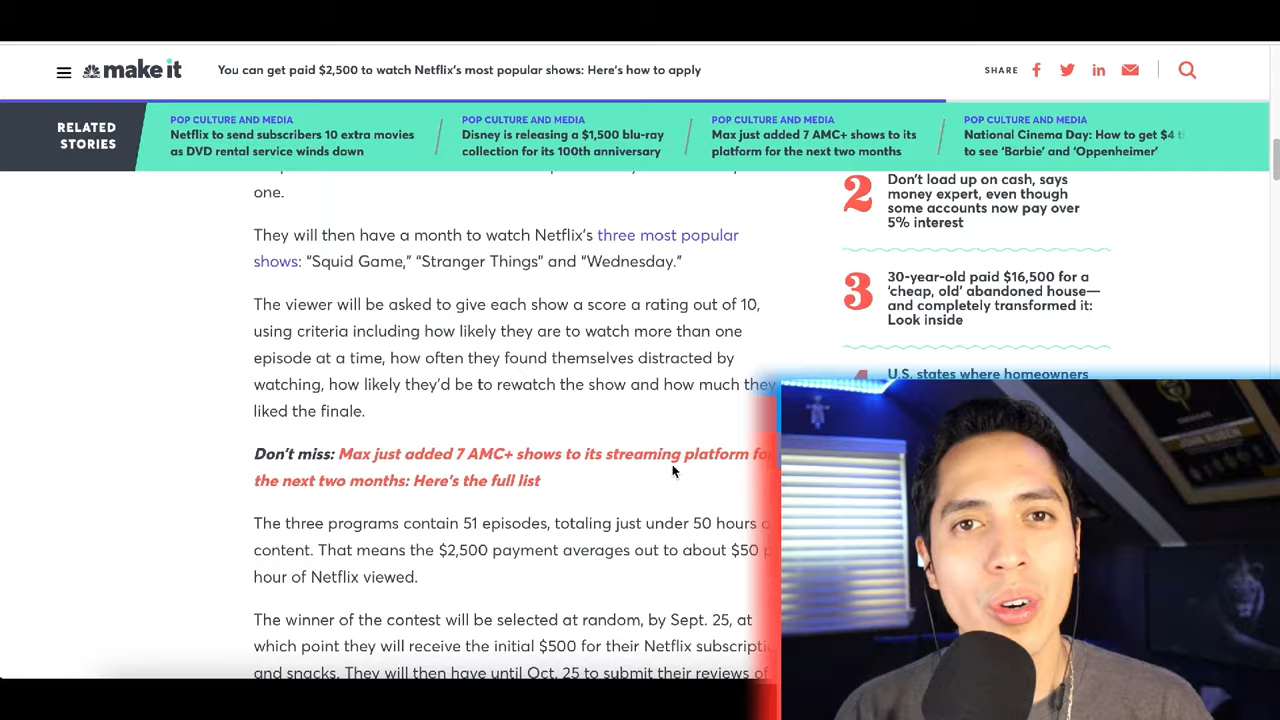 make it
You can get paid $2,500 to watch Netflix's most popular shows: Here's how to apply
SHARE
RELATED
STORIES
POP CULTURE AND MEDIA
Netflix to send subscribers 10 extra movies
as DVD rental service winds down
POP CULTURE AND MEDIA
Disney is releasing a $1,500 blu-ray
collection for its 100th anniversary
POP CULTURE AND MEDIA
Max just added 7 AMC+ shows to its
platform for the next two months
POP CULTURE AND MEDIA
National Cinema Day: How to get $4
to see 'Barbie' and 'Oppenheimer'
one.
They will then have a month to watch Netflix's three most popular
shows: "Squid Game," "Stranger Things" and "Wednesday."
The viewer will be asked to give each show a score a rating out of 10,
using criteria including how likely they are to watch more than one
episode at a time, how often they found themselves distracted by
watching, how likely they'd be to rewatch the show and how much they
liked the finale.
Don't miss: Max just added 7 AMC+ shows to its streaming platform
the next two months: Here's the full list
The three programs contain 51 episodes, totaling just under 50 hours
content. That means the $2,500 payment averages out to about $50
hour of Netflix viewed.
The winner of the contest will be selected at random, by Sept. 25, at
which point they will receive the initial $500 for their Netflix
and snacks. They will then have until Oct. 25 to submit their reviews of
2
Don't load up on cash, says
money expert, even though
some accounts now pay over
5% interest
3
30-year-old paid $16,500 for a
'cheap, old' abandoned house—
and completely transformed it:
Look inside
U.S. states where homeowners